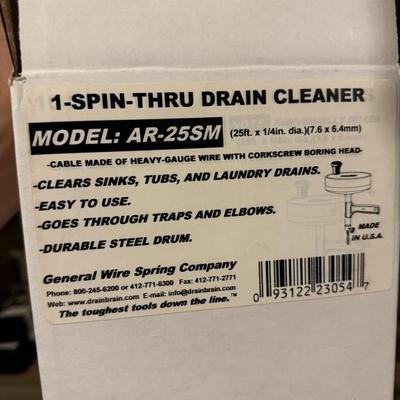 1-SPIN-THRU DRAIN CLEANER
MODEL: AR-25SM (25ft. x 1/4in. dia.)(7.6 x 6.4mm)
-CABLE MADE OF HEAVY-GAUGE WIRE WITH CORKSCREW BORING HEAD-
-CLEARS SINKS, TUBS, AND LAUNDRY DRAINS.
-EASY TO USE.
-GOES THROUGH TRAPS AND ELBOWS.
-DURABLE STEEL DRUM.
MADE
IN U.S.A.
General Wire Spring Company
Phone: 800-245-6200 or 412-771-6300 Fax: 412-771-2771
Web: www.drainbrain.com E-mail: info@drainbrain.com
The toughest tools down the line.™
0 93122 23054 7